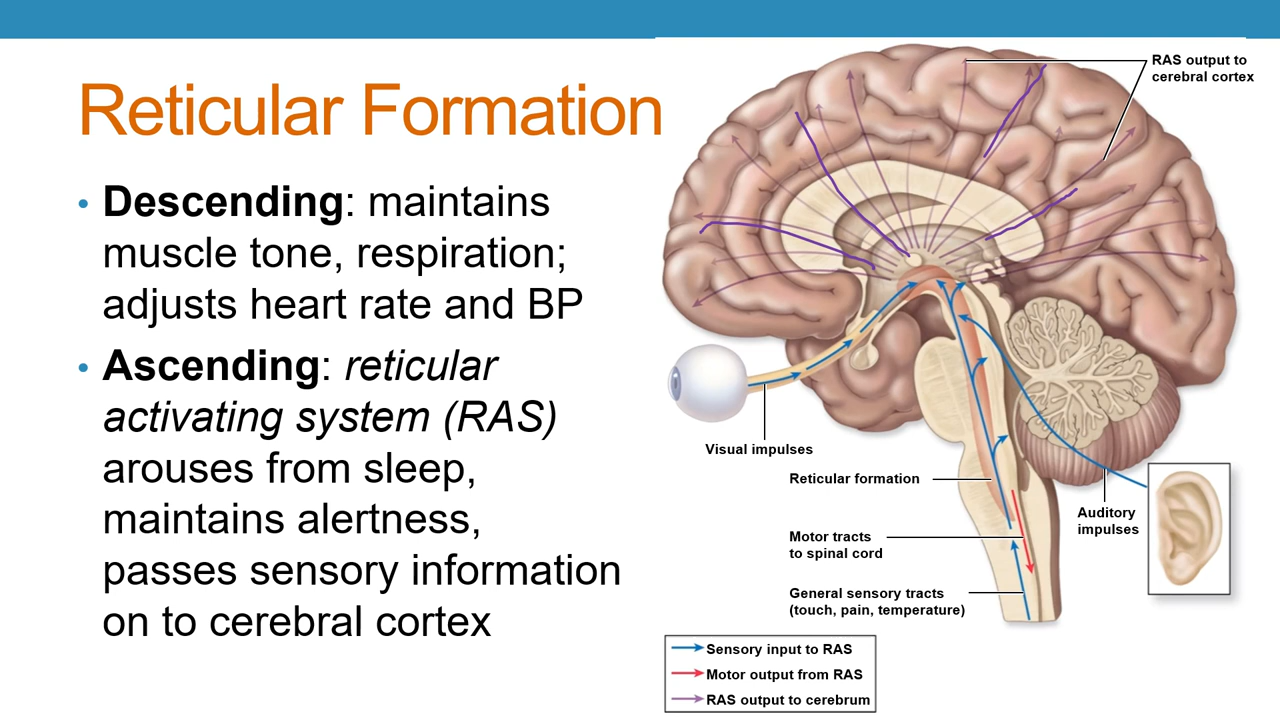 Reticular Formation
• Descending: maintains
muscle tone, respiration;
adjusts heart rate and BP
• Ascending: reticular
activating system (RAS)
arouses from sleep,
maintains alertness,
passes sensory information
on to cerebral cortex
RAS output to
cerebral cortex
Visual impulses
Reticular formation
Auditory
impulses
Motor tracts
to spinal cord
General sensory tracts
(touch, pain, temperature)
Sensory input to RAS
Motor output from RAS
RAS output to cerebrum